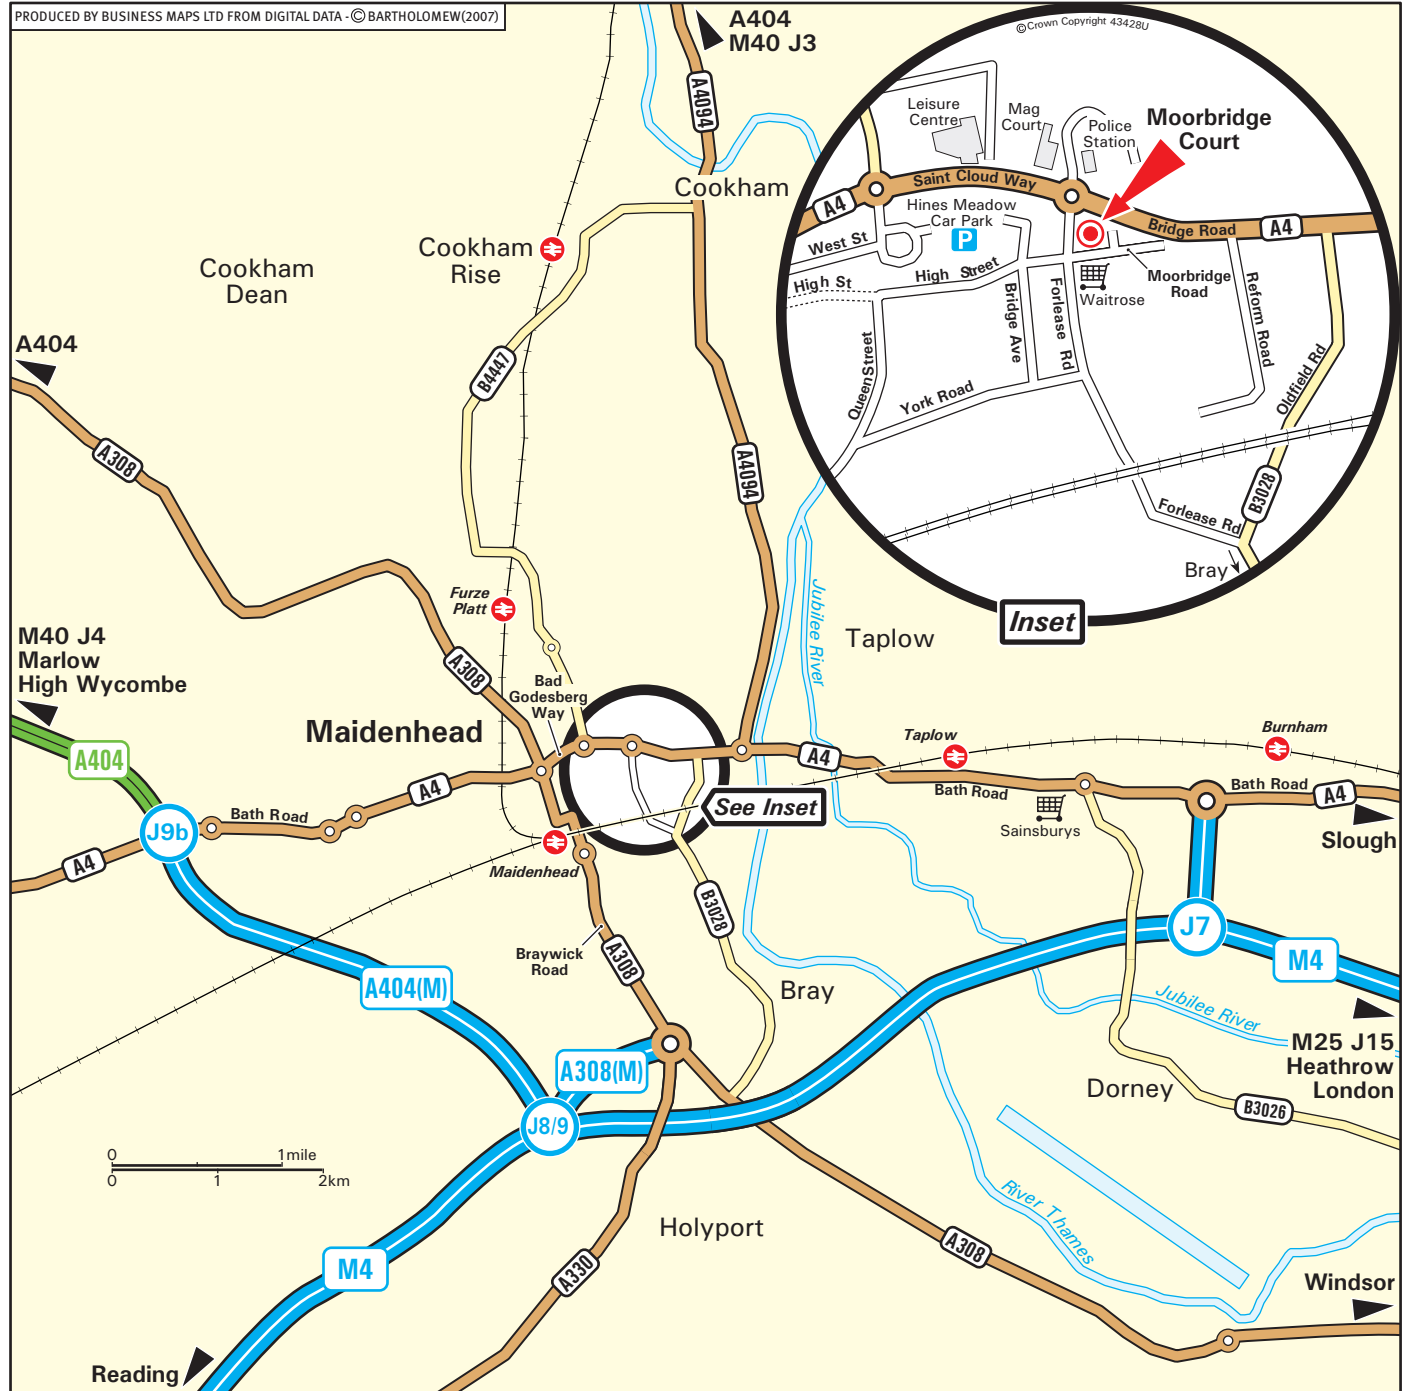 PRODUCED BY BUSINESS MAPS LTD FROM DIGITAL DATA - © BARTHOLOMEW(2007)
A404
M40 J3
A4094
Cookham
Cookham
Rise
Cookham
Dean
A404
A308
B4447
A4094
Furze
Platt
M40 J4
Marlow
High Wycombe
A404
A308
Bad
Godesberg
Way
Maidenhead
J9b
Bath Road
A4
A4
Maidenhead
See Inset
A4
Taplow
Jubilee River
Taplow
Burnham
Bath Road
Sainsburys
Bath Road
A4
Slough
J7
M4
B3028
Braywick
Road
A308
A404(M)
Bray
A308(M)
J8/9
Jubilee River
M25 J15
Heathrow
London
Dorney
B3026
0 1mile
0 1 2km
Holyport
River Thames
A308
A330
M4
Windsor
Reading
©Crown Copyright 43428U
Leisure
Centre
Mag
Court
Police
Station
Moorbridge
Court
Saint Cloud Way
A4
Hines Meadow
Car Park
P
Bridge Road
A4
West St
High St
High Street
Moorbridge
Road
Waitrose
Bridge Ave
Forlease Rd
Reform Road
Queen Street
York Road
Oldfield Rd
B3028
Forlease Rd
Bray
Inset